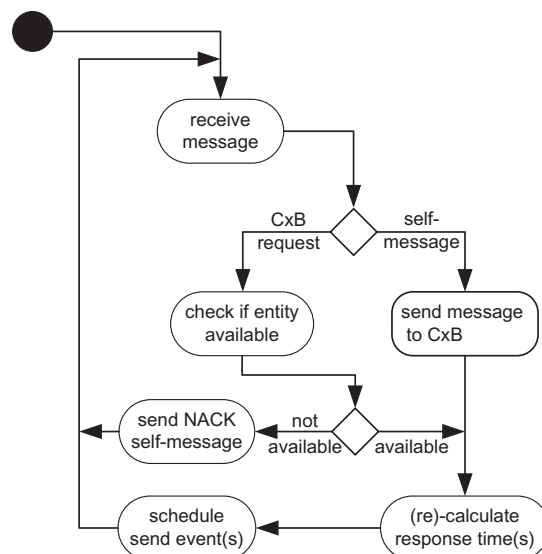 receive
message
CxB
request
self-
message
check if entity
available
send message
to CxB
send NACK
self-message
not
available
available
schedule
send event(s)
(re)-calculate
response time(s)